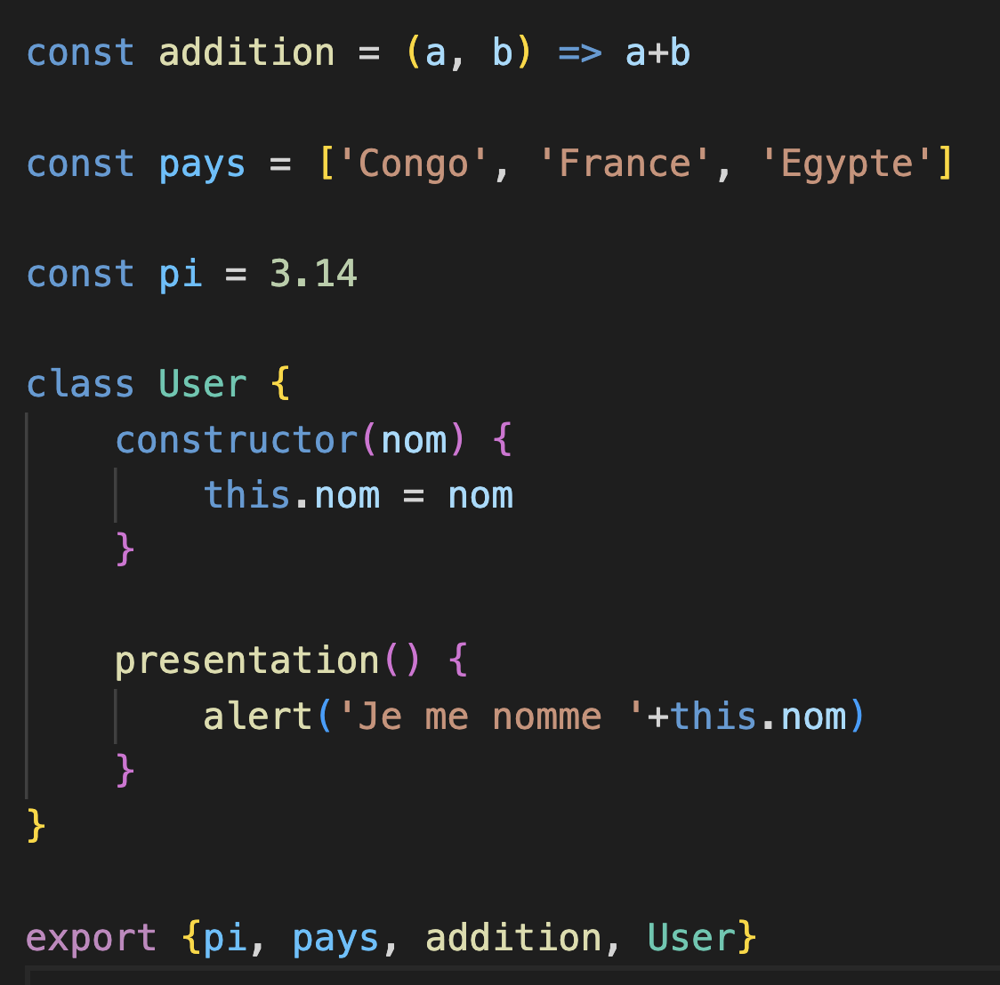 const addition = (a, b) => a+b
const pays = ['Congo', 'France', 'Egypte']
const pi = 3.14
class User {
constructor(nom) {
this.nom = nom
}
presentation() {
alert('Je me nomme '+this.nom)
}
}
export {pi, pays, addition, User}